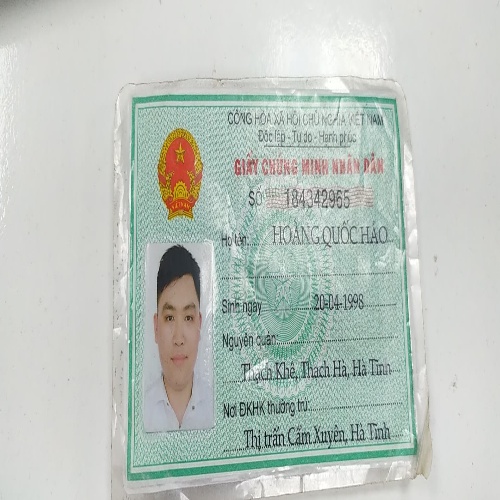 CỘNG HÒA XÃ HỘI CHỦ NGHĨA VIỆT NAM
Độc lập - Tự do - Hạnh phúc
GIẤY CHỨNG MINH NHÂN DÂN
SỐ 184342965
Họ tên: HOÀNG QUỐC HẢO
Sinh ngày 20-04-1998
Nguyên quán:
Thạch Khê, Thạch Hà, Hà Tĩnh
Nơi ĐKHK thường trú:
Thị trấn Cẩm Xuyên, Hà Tĩnh